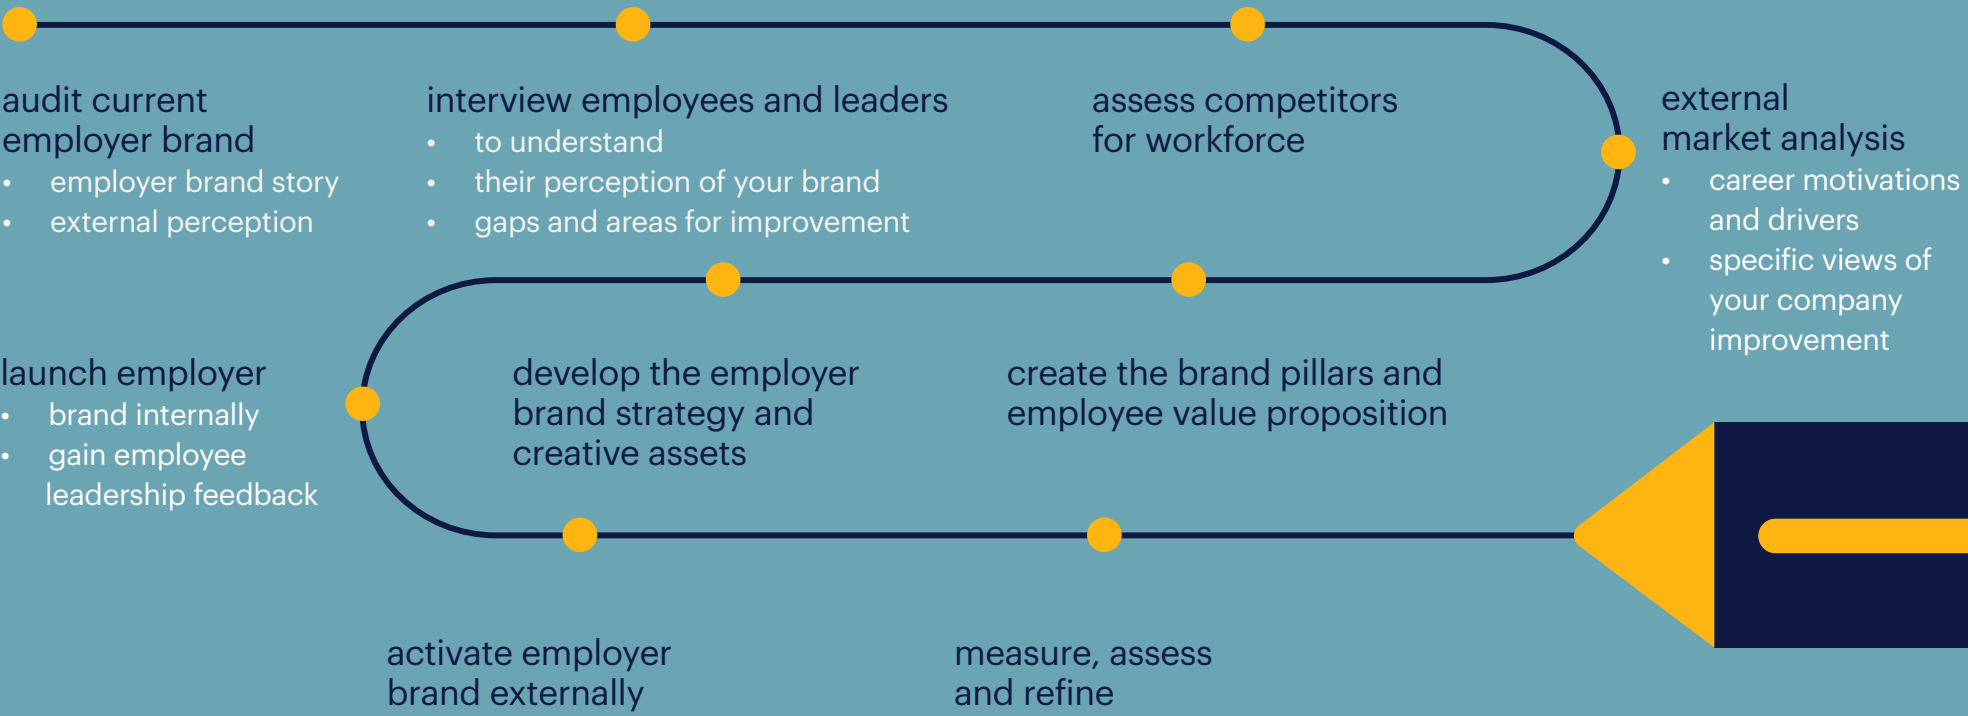 audit current
employer brand
• employer brand story
• external perception
interview employees and leaders
• to understand
• their perception of your brand
• gaps and areas for improvement
assess competitors
for workforce
external
market analysis
• career motivations
and drivers
• specific views of
your company
improvement
create the brand pillars and
employee value proposition
develop the employer
brand strategy and
creative assets
launch employer
• brand internally
• gain employee
leadership feedback
activate employer
brand externally
measure, assess
and refine